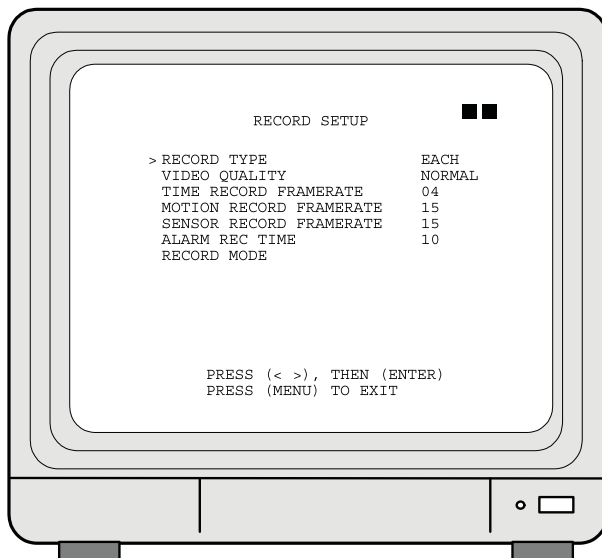 RECORD SETUP
> RECORD TYPE EACH
VIDEO QUALITY NORMAL
TIME RECORD FRAMERATE 04
MOTION RECORD FRAMERATE 15
SENSOR RECORD FRAMERATE 15
ALARM REC TIME 10
RECORD MODE
PRESS (< >), THEN (ENTER)
PRESS (MENU) TO EXIT